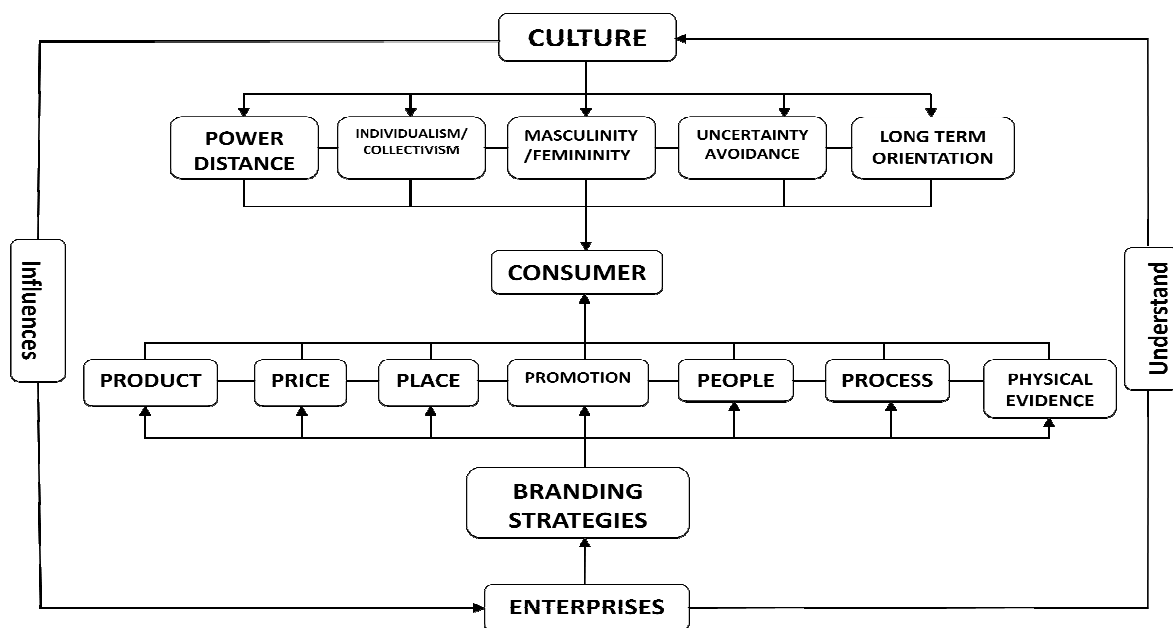 CULTURE
POWER
DISTANCE
INDIVIDUALISM/
COLLECTIVISM
MASCULINITY
/FEMININITY
UNCERTAINTY
AVOIDANCE
LONG TERM
ORIENTATION
Influences
CONSUMER
Understand
PRODUCT
PRICE
PLACE
PROMOTION
PEOPLE
PROCESS
PHYSICAL
EVIDENCE
BRANDING
STRATEGIES
ENTERPRISES